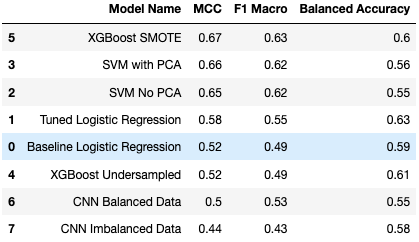 Model Name MCC F1 Macro Balanced Accuracy
5 XGBoost SMOTE 0.67 0.63 0.6
3 SVM with PCA 0.66 0.62 0.56
2 SVM No PCA 0.65 0.62 0.55
1 Tuned Logistic Regression 0.58 0.55 0.63
0 Baseline Logistic Regression 0.52 0.49 0.59
4 XGBoost Undersampled 0.52 0.49 0.61
6 CNN Balanced Data 0.5 0.53 0.55
7 CNN Imbalanced Data 0.44 0.43 0.58